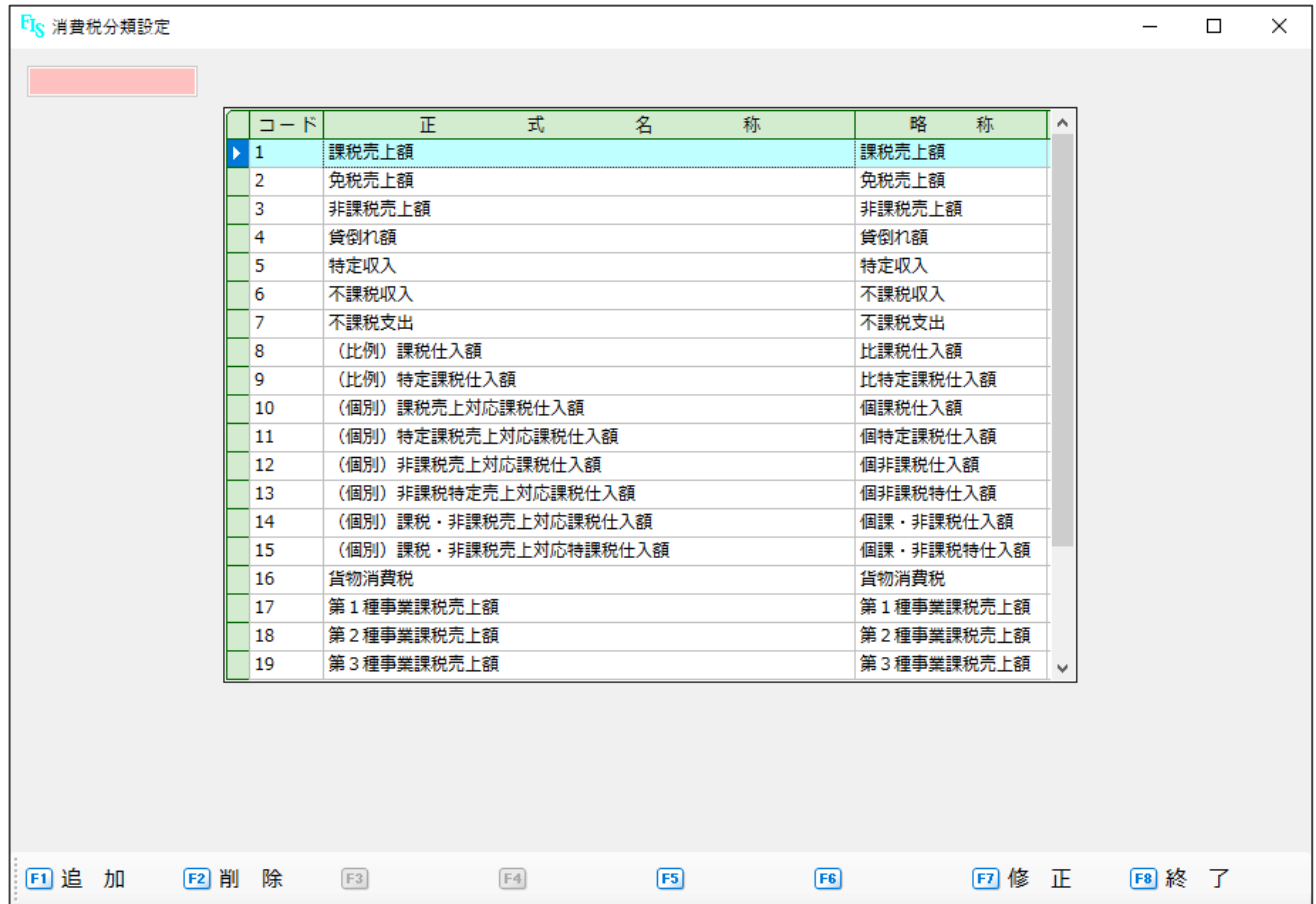 FIS 消費税分類設定
コード 正式名称 略称
1 課税売上額 課税売上額
2 免税売上額 免税売上額
3 非課税売上額 非課税売上額
4 貸倒れ額 貸倒れ額
5 特定収入 特定収入
6 不課税収入 不課税収入
7 不課税支出 不課税支出
8 （比例）課税仕入額 比課税仕入額
9 （比例）特定課税仕入額 比特定課税仕入額
10 （個別）課税売上対応課税仕入額 個課税仕入額
11 （個別）特定課税売上対応課税仕入額 個特定課税仕入額
12 （個別）非課税売上対応課税仕入額 個非課税仕入額
13 （個別）非課税特定売上対応課税仕入額 個非課税特仕入額
14 （個別）課税・非課税売上対応課税仕入額 個課・非課税仕入額
15 （個別）課税・非課税売上対応特課税仕入額 個課・非課税特仕入額
16 貨物消費税 貨物消費税
17 第１種事業課税売上額 第１種事業課税売上額
18 第２種事業課税売上額 第２種事業課税売上額
19 第３種事業課税売上額 第３種事業課税売上額
F1 追加 F2 削除 F3 F4 F5 F6 F7 修正 F8 終了